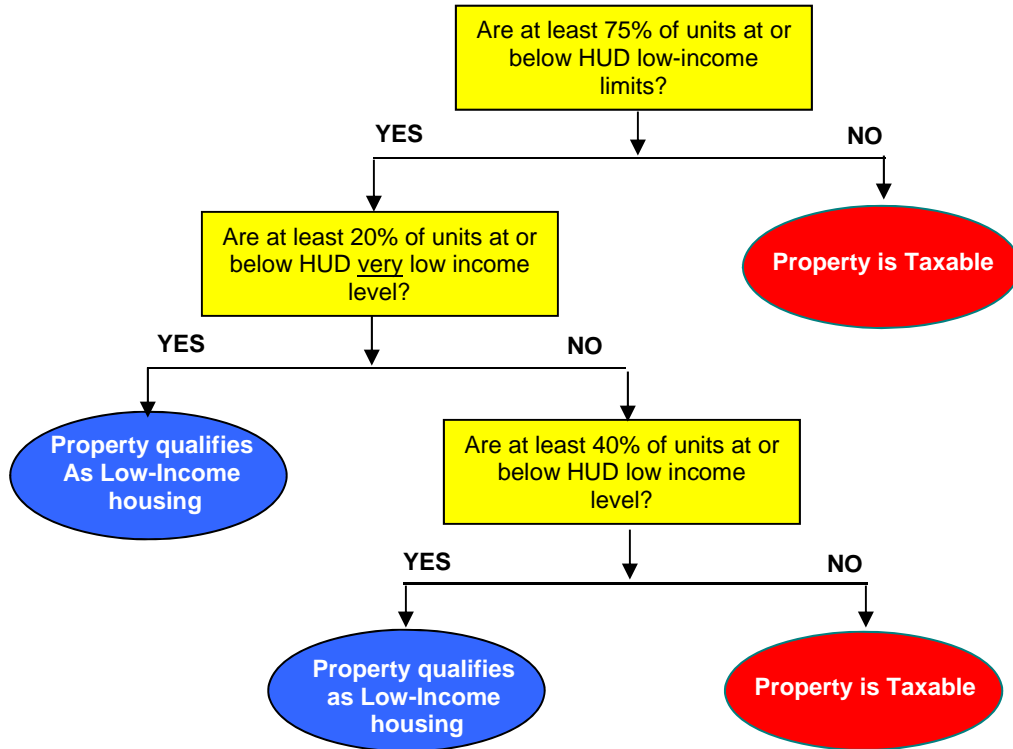 Are at least 75% of units at or
below HUD low-income
limits?
YES
NO
Are at least 20% of units at or
below HUD very low income
level?
Property is Taxable
YES
NO
Property qualifies
As Low-Income
housing
Are at least 40% of units at or
below HUD low income
level?
YES
NO
Property qualifies
as Low-Income
housing
Property is Taxable